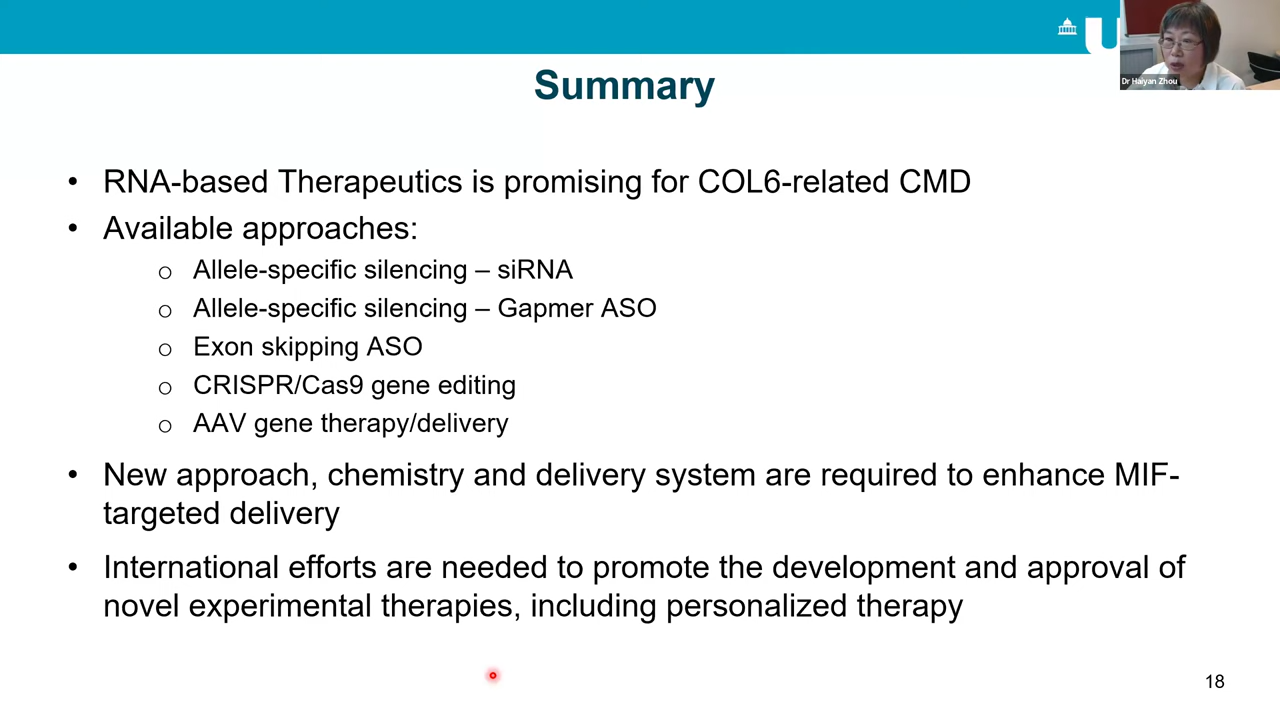 U
Dr Haiyan Zhou
Summary
• RNA-based Therapeutics is promising for COL6-related CMD
• Available approaches:
o Allele-specific silencing – siRNA
o Allele-specific silencing – Gapmer ASO
o Exon skipping ASO
o CRISPR/Cas9 gene editing
o AAV gene therapy/delivery
• New approach, chemistry and delivery system are required to enhance MIF-
targeted delivery
• International efforts are needed to promote the development and approval of
novel experimental therapies, including personalized therapy
18